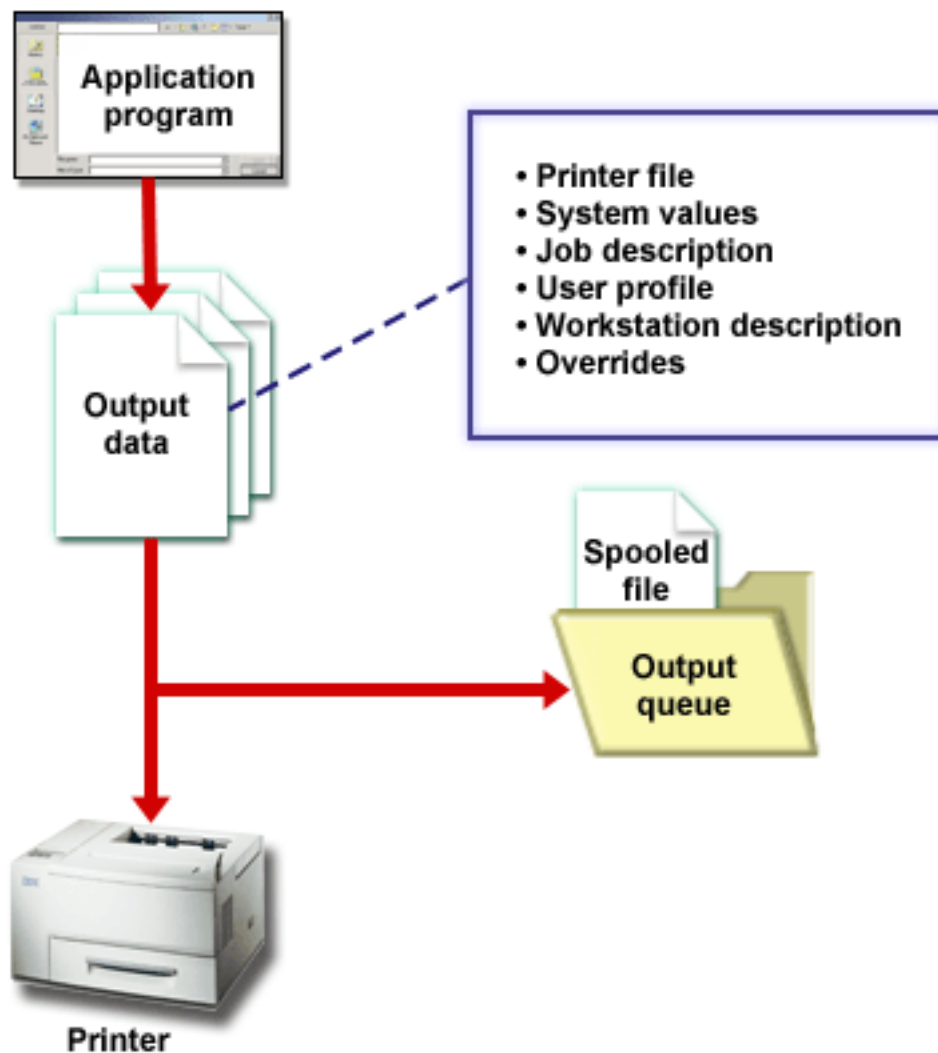 Application
program
• Printer file
• System values
• Job description
• User profile
• Workstation description
• Overrides
Output
data
Spooled
file
Output
queue
IBM
Printer